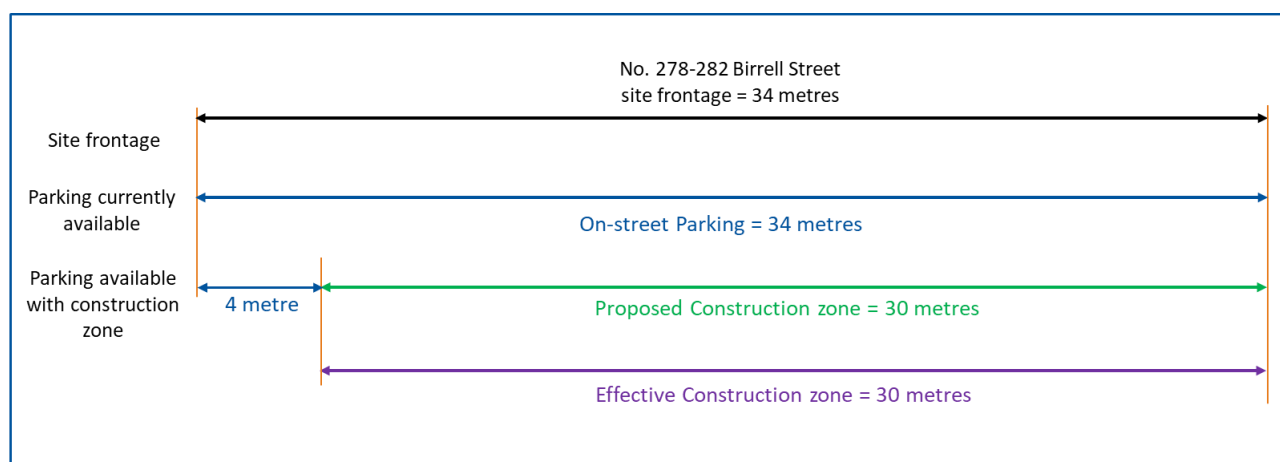 No. 278-282 Birrell Street
site frontage = 34 metres
Site frontage
Parking currently
available
On-street Parking = 34 metres
Parking available
with construction
zone
4 metre
Proposed Construction zone = 30 metres
Effective Construction zone = 30 metres